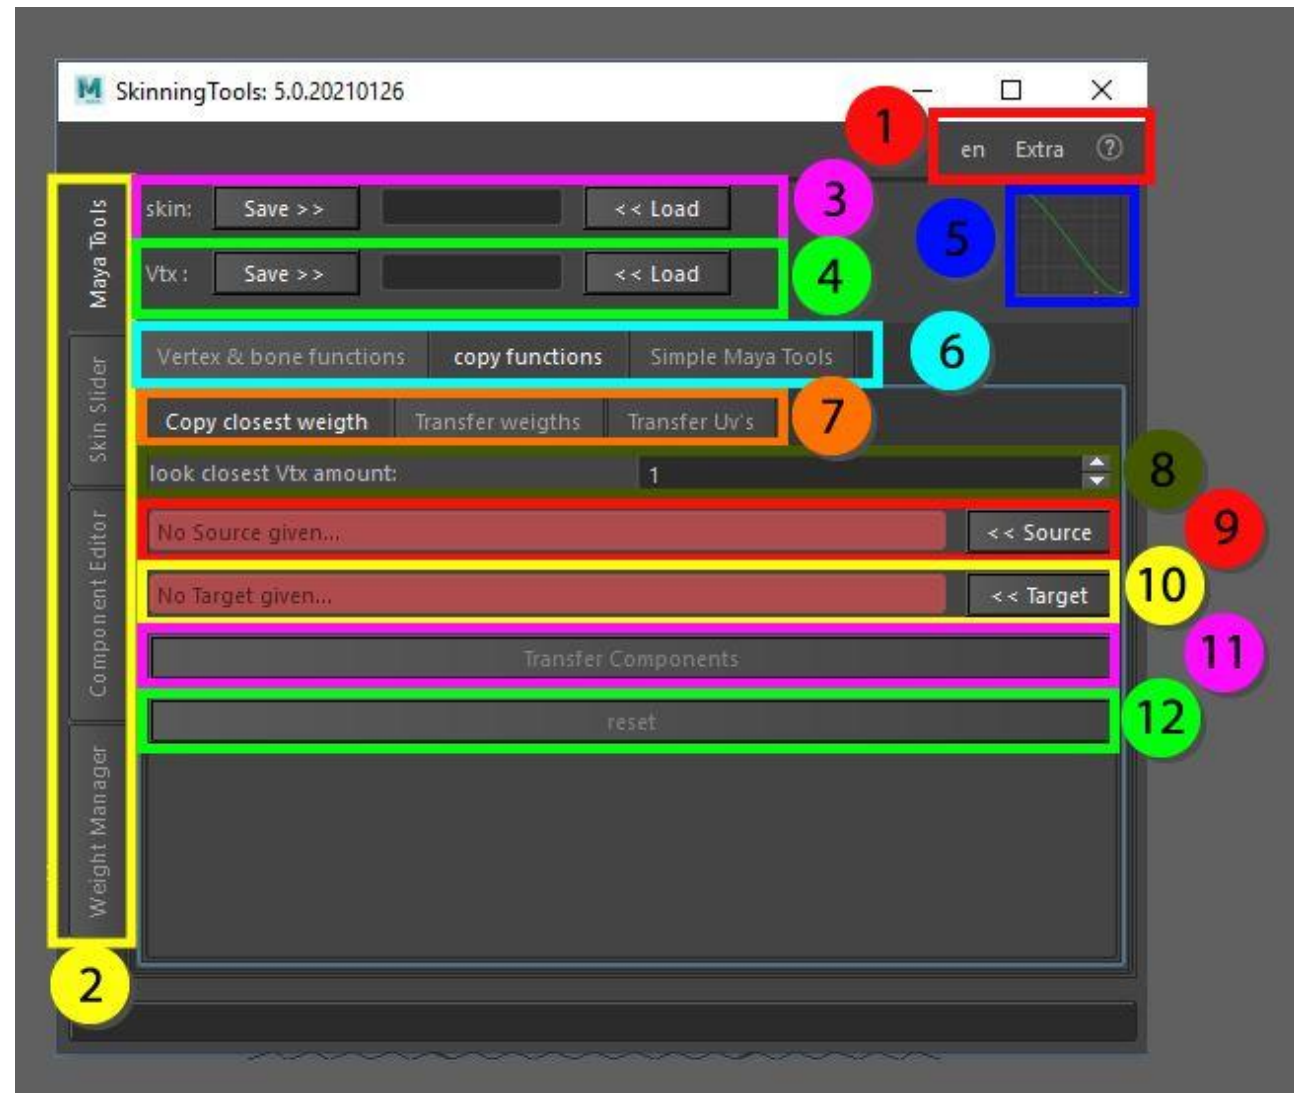 SkinningTools: 5.0.20210126
1
en Extra ?
Maya Tools
Skin Slider
Component Editor
Weight Manager
2
skin: Save >> << Load
3
Vtx : Save >> << Load
4
5
Vertex & bone functions copy functions Simple Maya Tools
6
Copy closest weigth Transfer weigths Transfer Uv's
7
look closest Vtx amount: 1
8
No Source given... << Source
9
No Target given... << Target
10
Transfer Components
11
reset
12